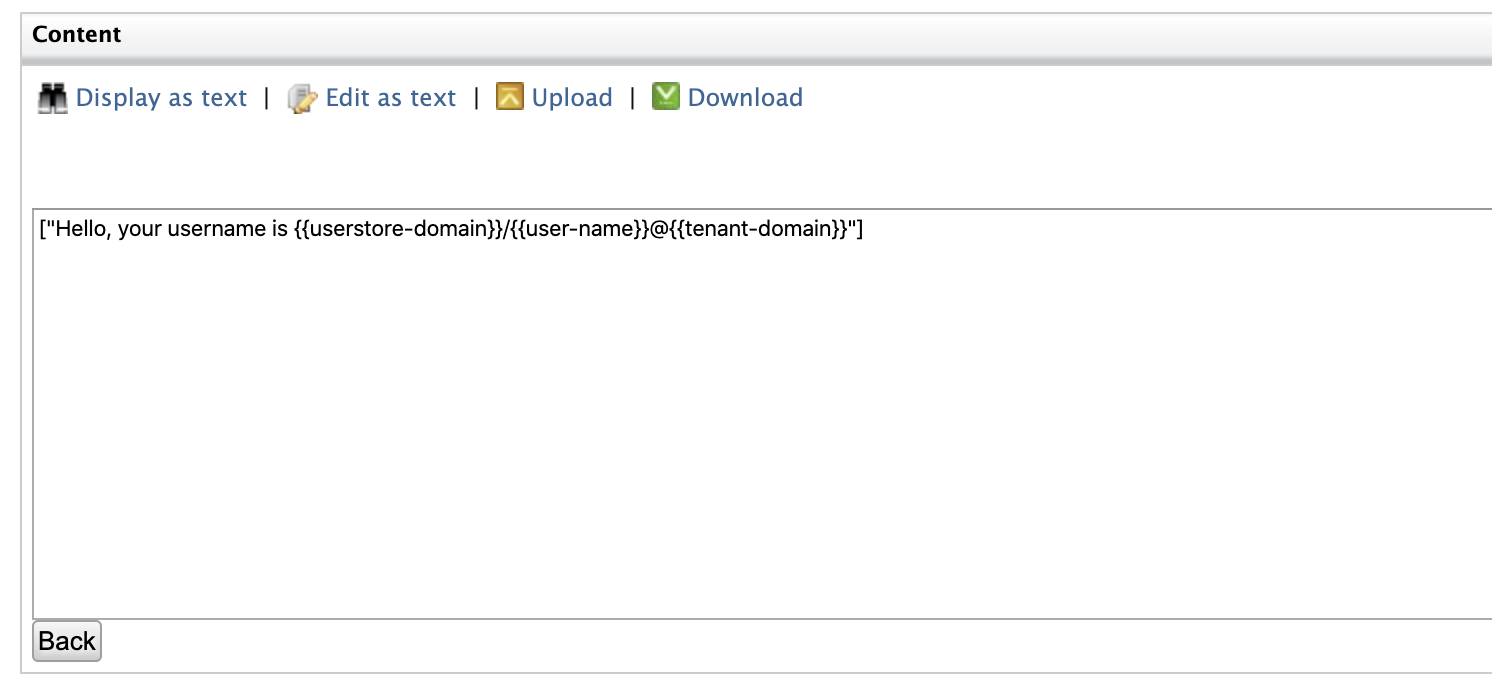 Content
Display as text | Edit as text | Upload | Download
["Hello, your username is {{userstore-domain}}/{{user-name}}@{{tenant-domain}}"]
Back